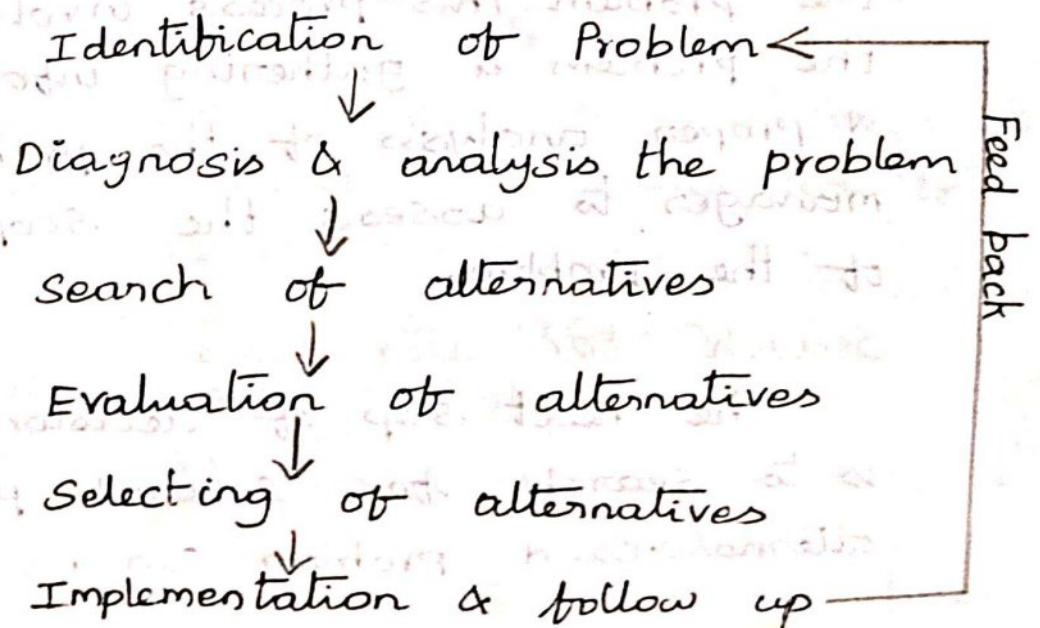 Identification of Problem
Diagnosis & analysis the problem
Search of alternatives
Evaluation of alternatives
Selecting of alternatives
Implementation & follow up
Feed back